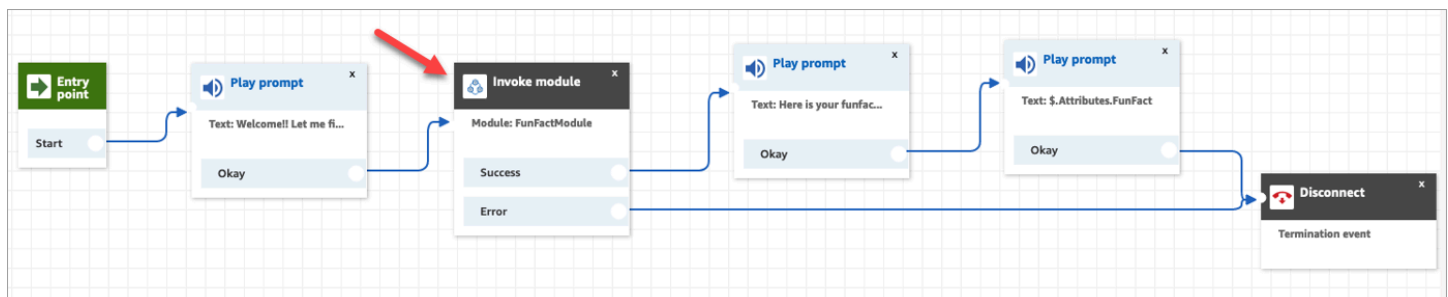 Entry
point
Start
Play prompt
x
Text: Welcome!! Let me fi...
Okay
Invoke module
x
Module: FunFactModule
Success
Error
Play prompt
x
Text: Here is your funfac...
Okay
Play prompt
x
Text: $.Attributes.FunFact
Okay
Disconnect
x
Termination event